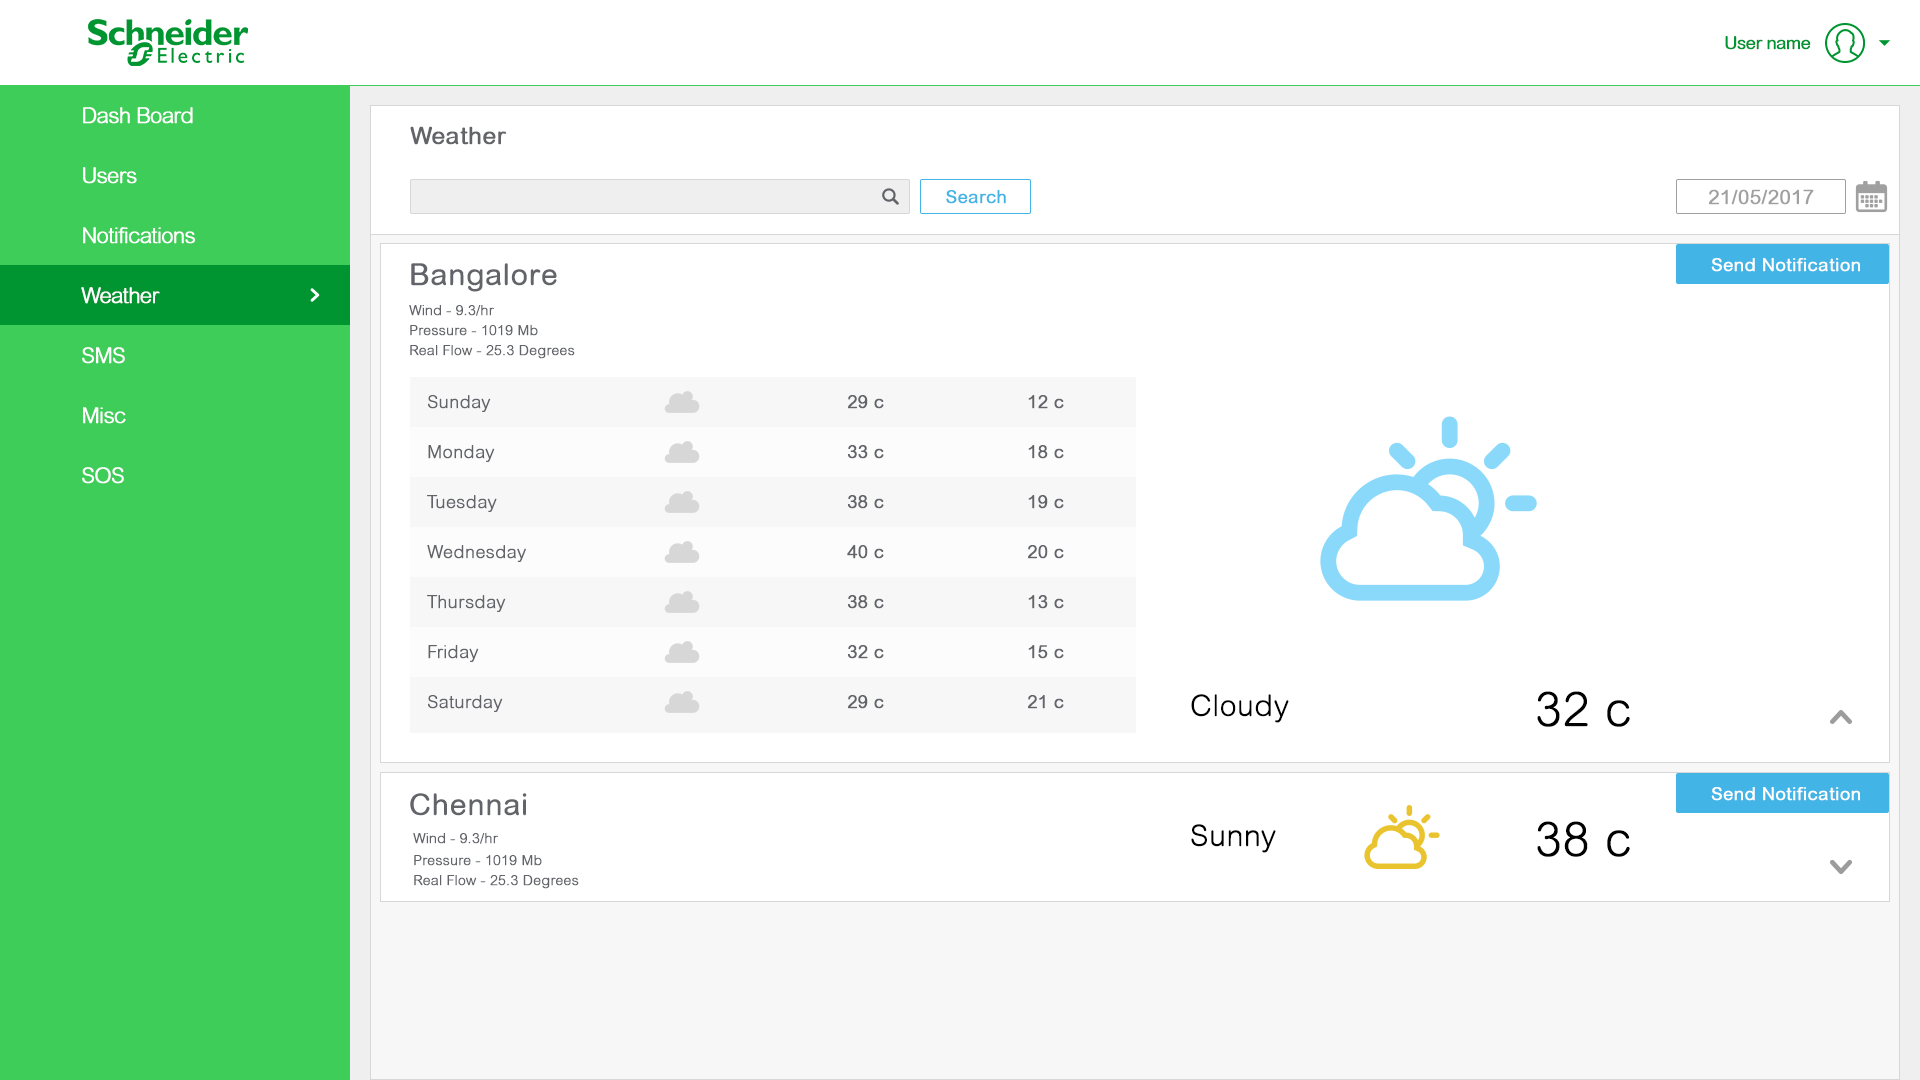 Schneider
Electric
User name
Dash Board
Users
Notifications
Weather
SMS
Misc
SOS
Weather
Search
21/05/2017
Bangalore
Send Notification
Wind - 9.3/hr
Pressure - 1019 Mb
Real Flow - 25.3 Degrees
Sunday 29 c 12 c
Monday 33 c 18 c
Tuesday 38 c 19 c
Wednesday 40 c 20 c
Thursday 38 c 13 c
Friday 32 c 15 c
Saturday 29 c 21 c
Cloudy 32 c
Chennai
Send Notification
Wind - 9.3/hr
Pressure - 1019 Mb
Real Flow - 25.3 Degrees
Sunny 38 c